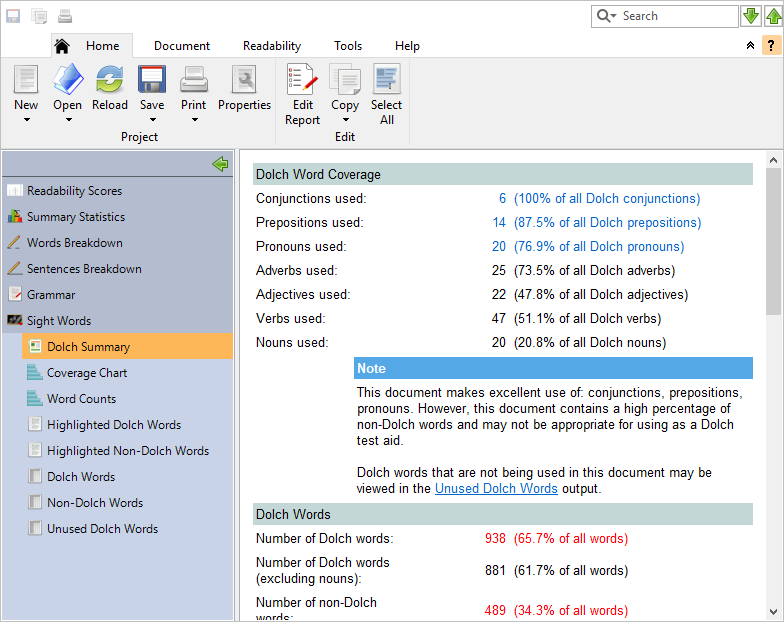 Search
Home Document Readability Tools Help
?
New Open Reload Save Print Properties Edit Report Copy Select All
Project Edit
Readability Scores
Summary Statistics
Words Breakdown
Sentences Breakdown
Grammar
Sight Words
Dolch Summary
Coverage Chart
Word Counts
Highlighted Dolch Words
Highlighted Non-Dolch Words
Dolch Words
Non-Dolch Words
Unused Dolch Words
Dolch Word Coverage
Conjunctions used: 6 (100% of all Dolch conjunctions)
Prepositions used: 14 (87.5% of all Dolch prepositions)
Pronouns used: 20 (76.9% of all Dolch pronouns)
Adverbs used: 25 (73.5% of all Dolch adverbs)
Adjectives used: 22 (47.8% of all Dolch adjectives)
Verbs used: 47 (51.1% of all Dolch verbs)
Nouns used: 20 (20.8% of all Dolch nouns)
Note
This document makes excellent use of: conjunctions, prepositions,
pronouns. However, this document contains a high percentage of
non-Dolch words and may not be appropriate for using as a Dolch
test aid.
Dolch words that are not being used in this document may be
viewed in the Unused Dolch Words output.
Dolch Words
Number of Dolch words: 938 (65.7% of all words)
Number of Dolch words
(excluding nouns): 881 (61.7% of all words)
Number of non-Dolch
words: 489 (34.3% of all words)